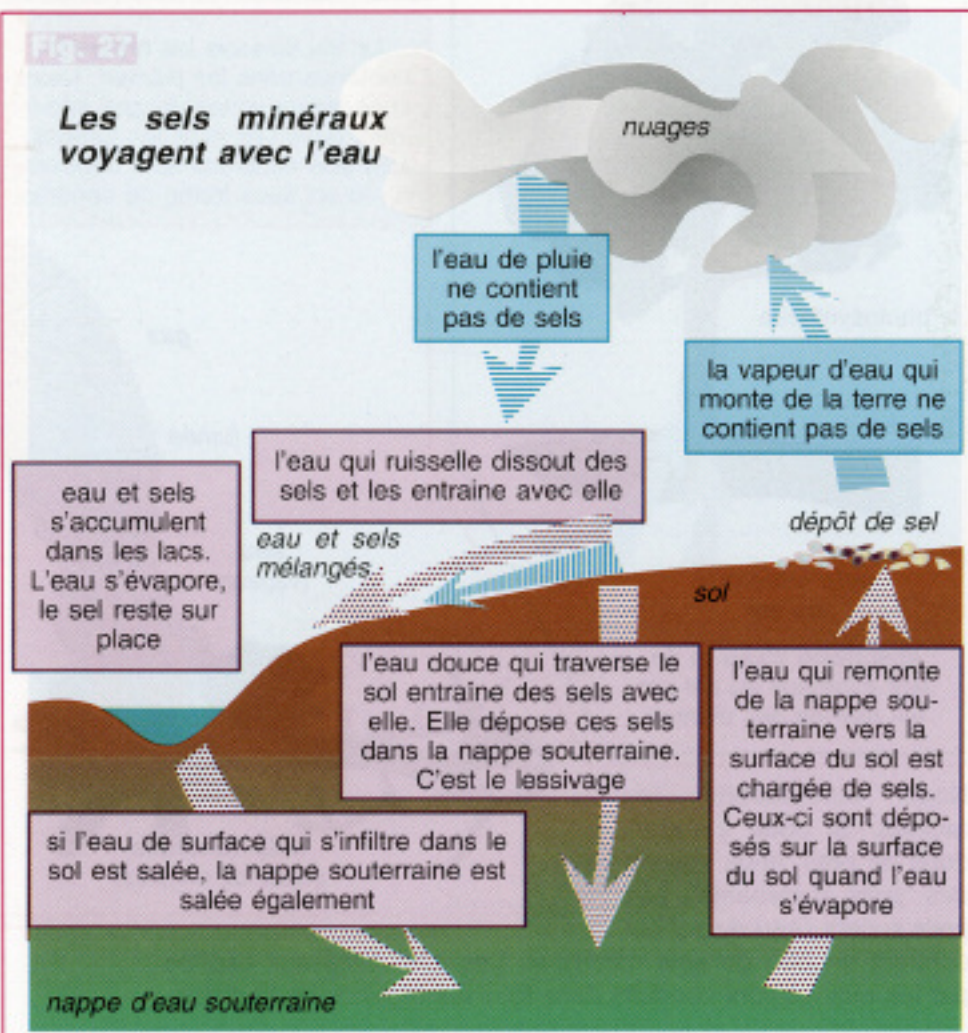 Fig. 27
Les sels minéraux
voyagent avec l'eau
nuages
l'eau de pluie
ne contient
pas de sels
la vapeur d'eau qui
monte de la terre ne
contient pas de sels
l'eau qui ruisselle dissout des
sels et les entraine avec elle
eau et sels
s'accumulent
dans les lacs.
L'eau s'évapore,
le sel reste sur
place
eau et sels
mélangés
dépôt de sel
sol
l'eau douce qui traverse le
sol entraîne des sels avec
elle. Elle dépose ces sels
dans la nappe souterraine.
C'est le lessivage
l'eau qui remonte
de la nappe sou-
terraine vers la
surface du sol est
chargée de sels.
Ceux-ci sont dépo-
sés sur la surface
du sol quand l'eau
s'évapore
si l'eau de surface qui s'infiltre dans le
sol est salée, la nappe souterraine est
salée également
nappe d'eau souterraine